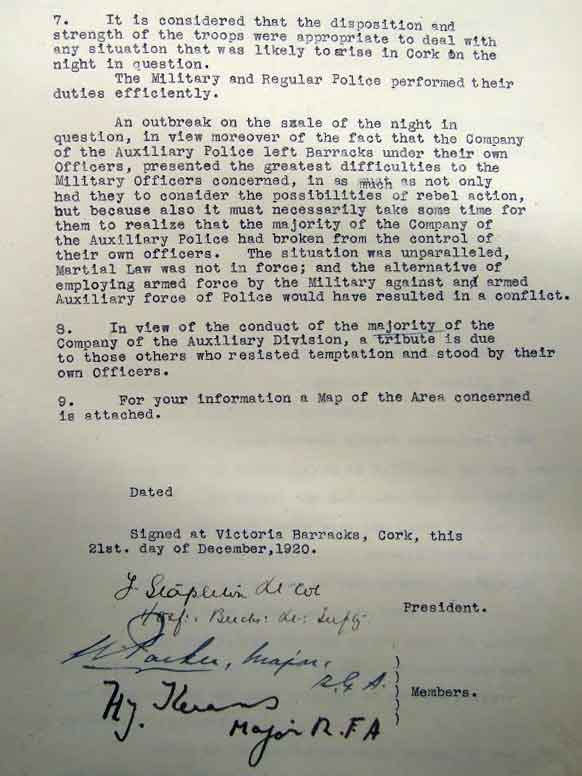 7.    It is considered that the disposition and
strength of the troops were appropriate to deal with
any situation that was likely to arise in Cork on the
night in question.
The Military and Regular Police performed their
duties efficiently.
An outbreak on the scale of the night in
question, in view moreover of the fact that the Company
of the Auxiliary Police left Barracks under their own
Officers, presented the greatest difficulties to the
Military Officers concerned, in as much as not only
had they to consider the possibilities of rebel action,
but because also it must necessarily take some time for
them to realize that the majority of the Company of
the Auxiliary Police had broken from the control of
their own officers.   The situation was unparalleled,
Martial Law was not in force; and the alternative of
employing armed force by the Military against and armed
Auxiliary force of Police would have resulted in a conflict.
8.    In view of the conduct of the majority of the
Company of the Auxiliary Division, a tribute is due
to those others who resisted temptation and stood by their
own Officers.
9.    For your information a Map of the Area concerned
is attached.
Dated
Signed at Victoria Barracks, Cork, this
21st. day of December,1920.
Stapleton Lt Col
President.
Parker, Major,
R.G.A.
Members.
Hy.
Major R.F.A